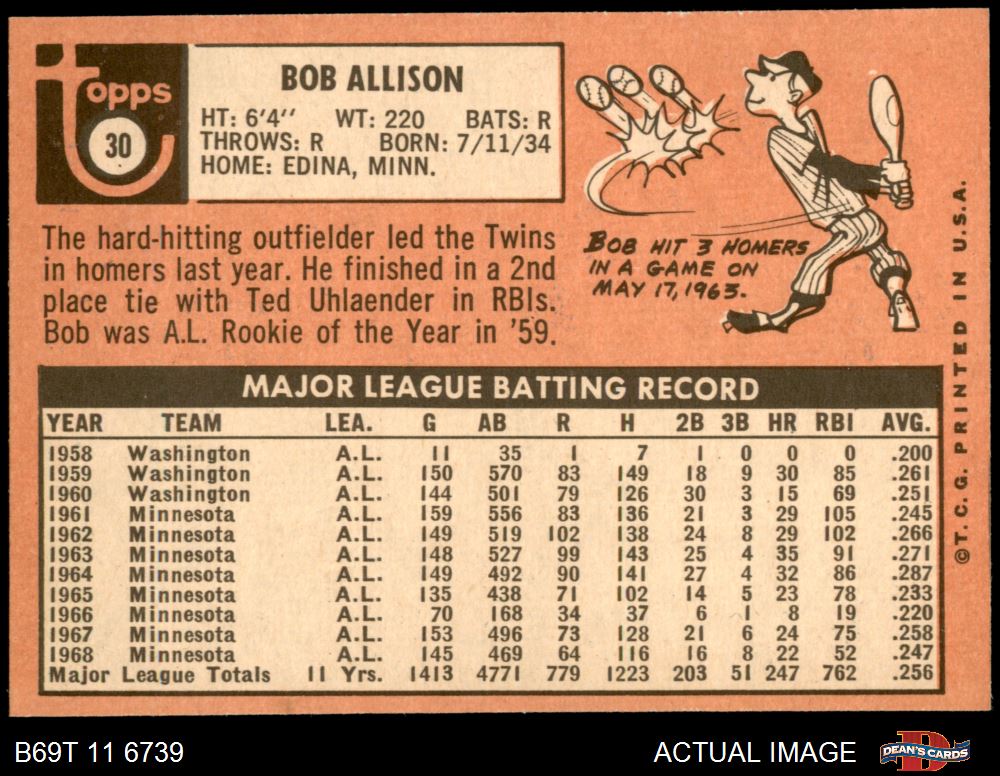 Topps
30
BOB ALLISON
HT: 6'4" WT: 220 BATS: R
THROWS: R BORN: 7/11/34
HOME: EDINA, MINN.
The hard-hitting outfielder led the Twins
in homers last year. He finished in a 2nd
place tie with Ted Uhlaender in RBIs.
Bob was A.L. Rookie of the Year in '59.
BOB HIT 3 HOMERS
IN A GAME ON
MAY 17, 1963.
MAJOR LEAGUE BATTING RECORD
YEAR TEAM LEA. G AB R H 2B 3B HR RBI AVG.
1958 Washington A.L. 11 35 1 7 1 0 0 0 .200
1959 Washington A.L. 150 570 83 149 18 9 30 85 .261
1960 Washington A.L. 144 501 79 126 30 3 15 69 .251
1961 Minnesota A.L. 159 556 83 136 21 3 29 105 .245
1962 Minnesota A.L. 149 519 102 138 24 8 29 102 .266
1963 Minnesota A.L. 148 527 99 143 25 4 35 91 .271
1964 Minnesota A.L. 149 492 90 141 27 4 32 86 .287
1965 Minnesota A.L. 135 438 71 102 14 5 23 78 .233
1966 Minnesota A.L. 70 168 34 37 6 1 8 19 .220
1967 Minnesota A.L. 153 496 73 128 21 6 24 75 .258
1968 Minnesota A.L. 145 469 64 116 16 8 22 52 .247
Major League Totals 11 Yrs. 1413 4771 779 1223 203 51 247 762 .256
©T.C.G. PRINTED IN U.S.A.
B69T 11 6739
ACTUAL IMAGE
D
DEAN'S CARDS